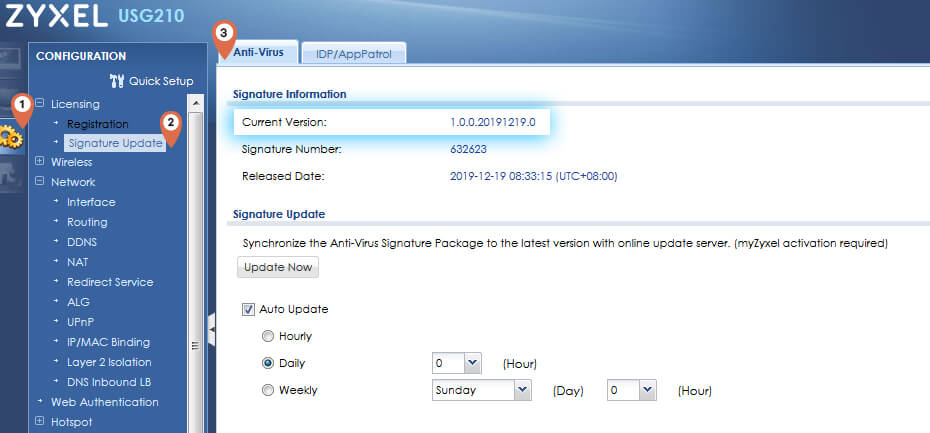 ZYXEL USG210
CONFIGURATION
Quick Setup
1
Licensing
Registration
2
Signature Update
Wireless
Network
Interface
Routing
DDNS
NAT
Redirect Service
ALG
UPnP
IP/MAC Binding
Layer 2 Isolation
DNS Inbound LB
Web Authentication
Hotspot
3
Anti-Virus IDP/AppPatrol
Signature Information
Current Version: 1.0.0.20191219.0
Signature Number: 632623
Released Date: 2019-12-19 08:33:15 (UTC+08:00)
Signature Update
Synchronize the Anti-Virus Signature Package to the latest version with online update server. (myZyxel activation required)
Update Now
Auto Update
Hourly
Daily 0 (Hour)
Weekly Sunday (Day) 0 (Hour)